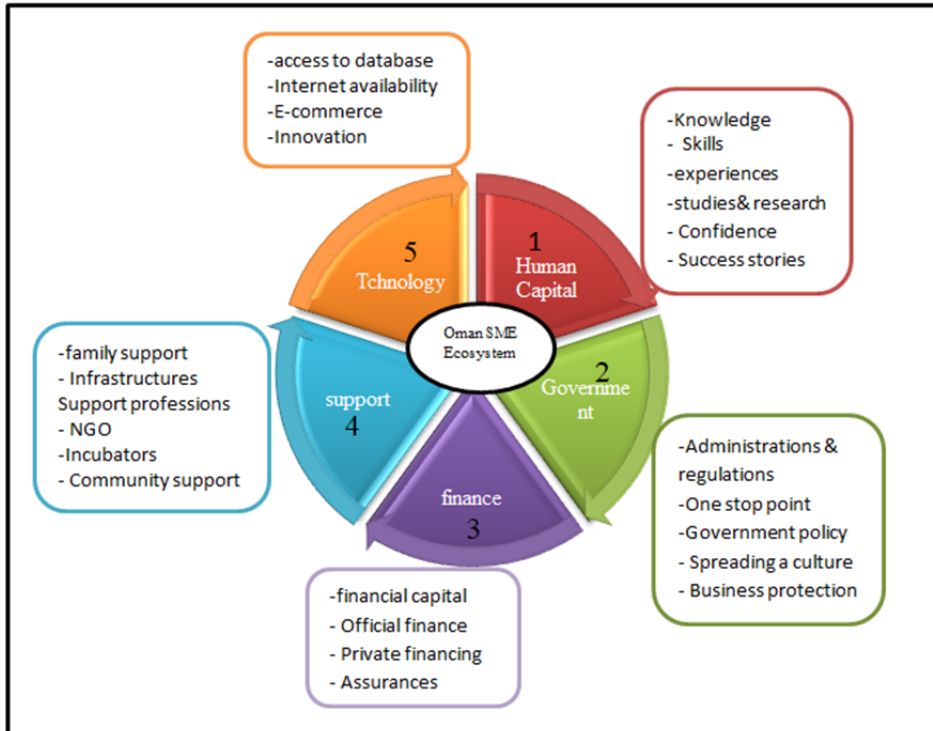 -access to database
-Internet availability
-E-commerce
-Innovation
-Knowledge
- Skills
-experiences
-studies& research
- Confidence
- Success stories
5
Tchnology
1
Human
Capital
Oman SME
Ecosystem
-family support
- Infrastructures
Support professions
- NGO
-Incubators
- Community support
support
4
2
Governme
nt
-Administrations &
regulations
-One stop point
-Government policy
- Spreading a culture
- Business protection
finance
3
-financial capital
- Official finance
- Private financing
- Assurances